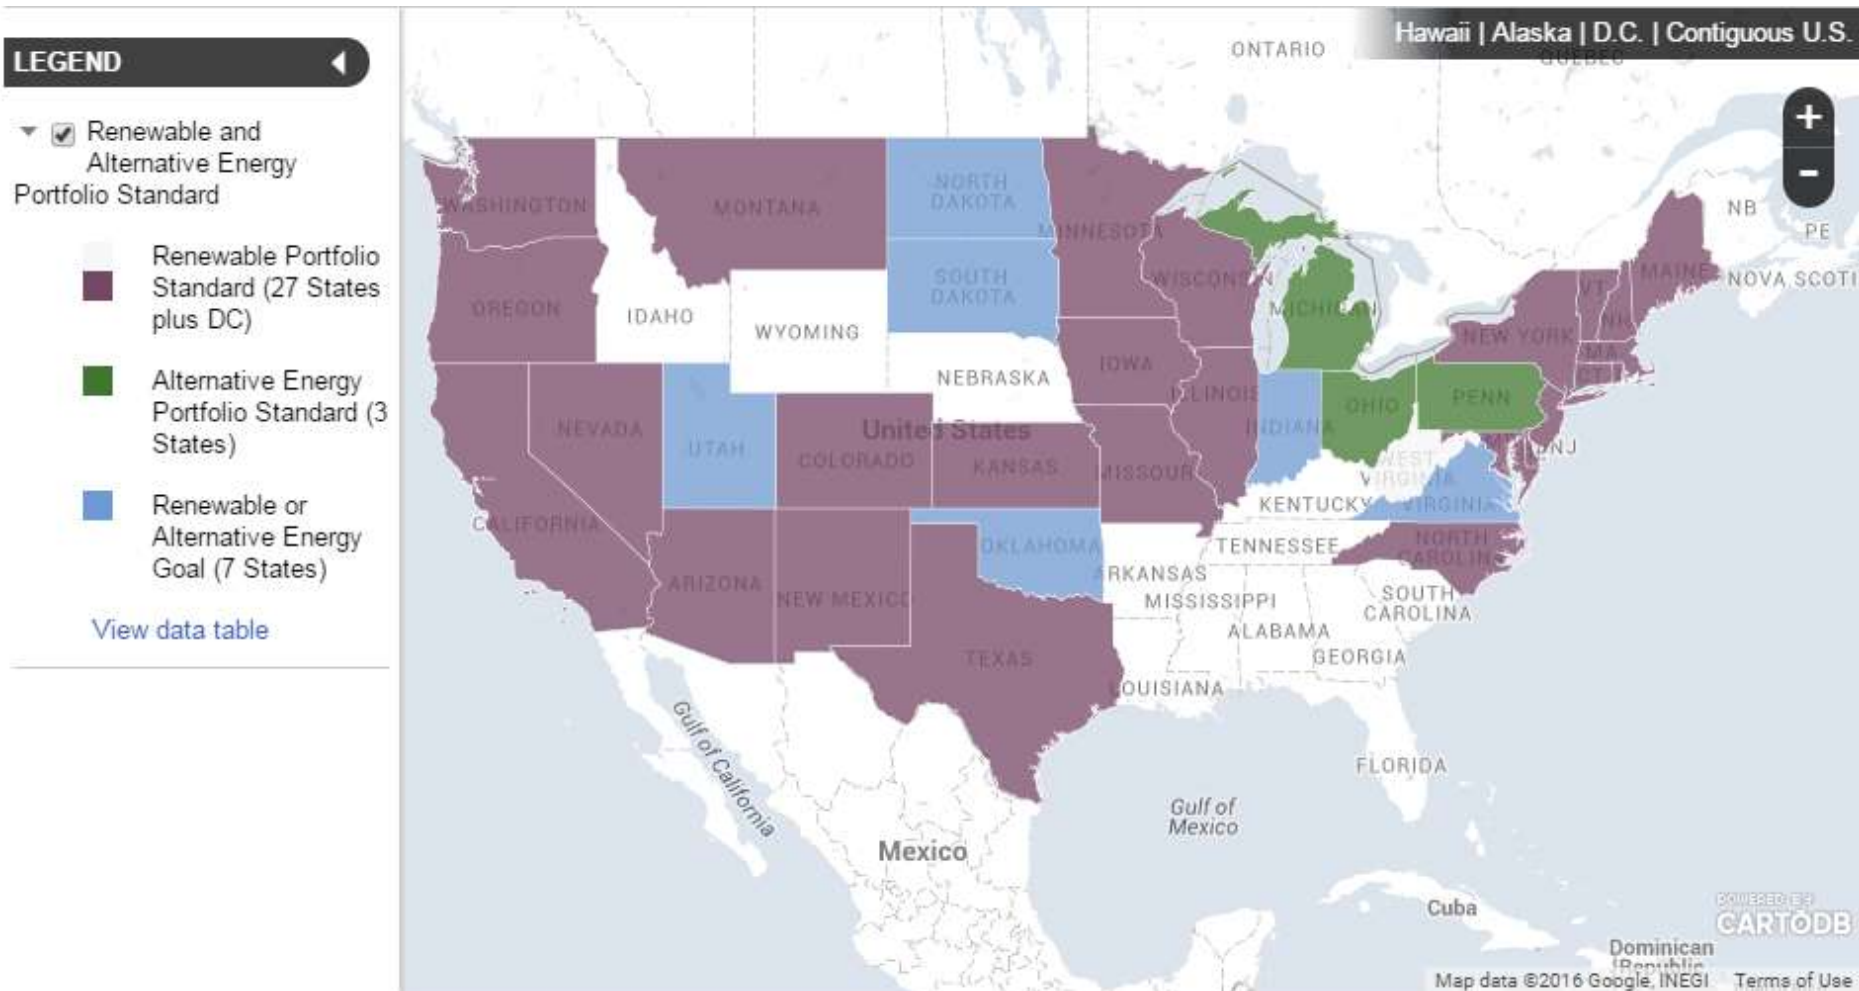 Hawaii | Alaska | D.C. | Contiguous U.S.
LEGEND
Renewable and
Alternative Energy
Portfolio Standard
Renewable Portfolio
Standard (27 States
plus DC)
Alternative Energy
Portfolio Standard (3
States)
Renewable or
Alternative Energy
Goal (7 States)
View data table
ONTARIO
QUEBEC
+
-
NB
PE
NOVA SCOTI
WASHINGTON
MONTANA
NORTH
DAKOTA
MINNESOTA
SOUTH
DAKOTA
WISCONSIN
MICHIGAN
MAINE
VT
NH
OREGON
IDAHO
WYOMING
NEW YORK
MA
CT
IOWA
NEBRASKA
ILLINOIS
INDIANA
OHIO
PENN
NEVADA
UTAH
United States
COLORADO
KANSAS
MISSOUR
WEST
VIRGINIA
NJ
KENTUCKY
VIRGINIA
CALIFORNIA
ARIZONA
NEW MEXICO
OKLAHOMA
TENNESSEE
NORTH
CAROLINA
ARKANSAS
MISSISSIPPI
SOUTH
CAROLINA
ALABAMA
GEORGIA
TEXAS
LOUISIANA
FLORIDA
Gulf of California
Gulf of
Mexico
Mexico
Cuba
POWERED BY
CARTODB
Dominican
Republic
Map data ©2016 Google, INEGI
Terms of Use